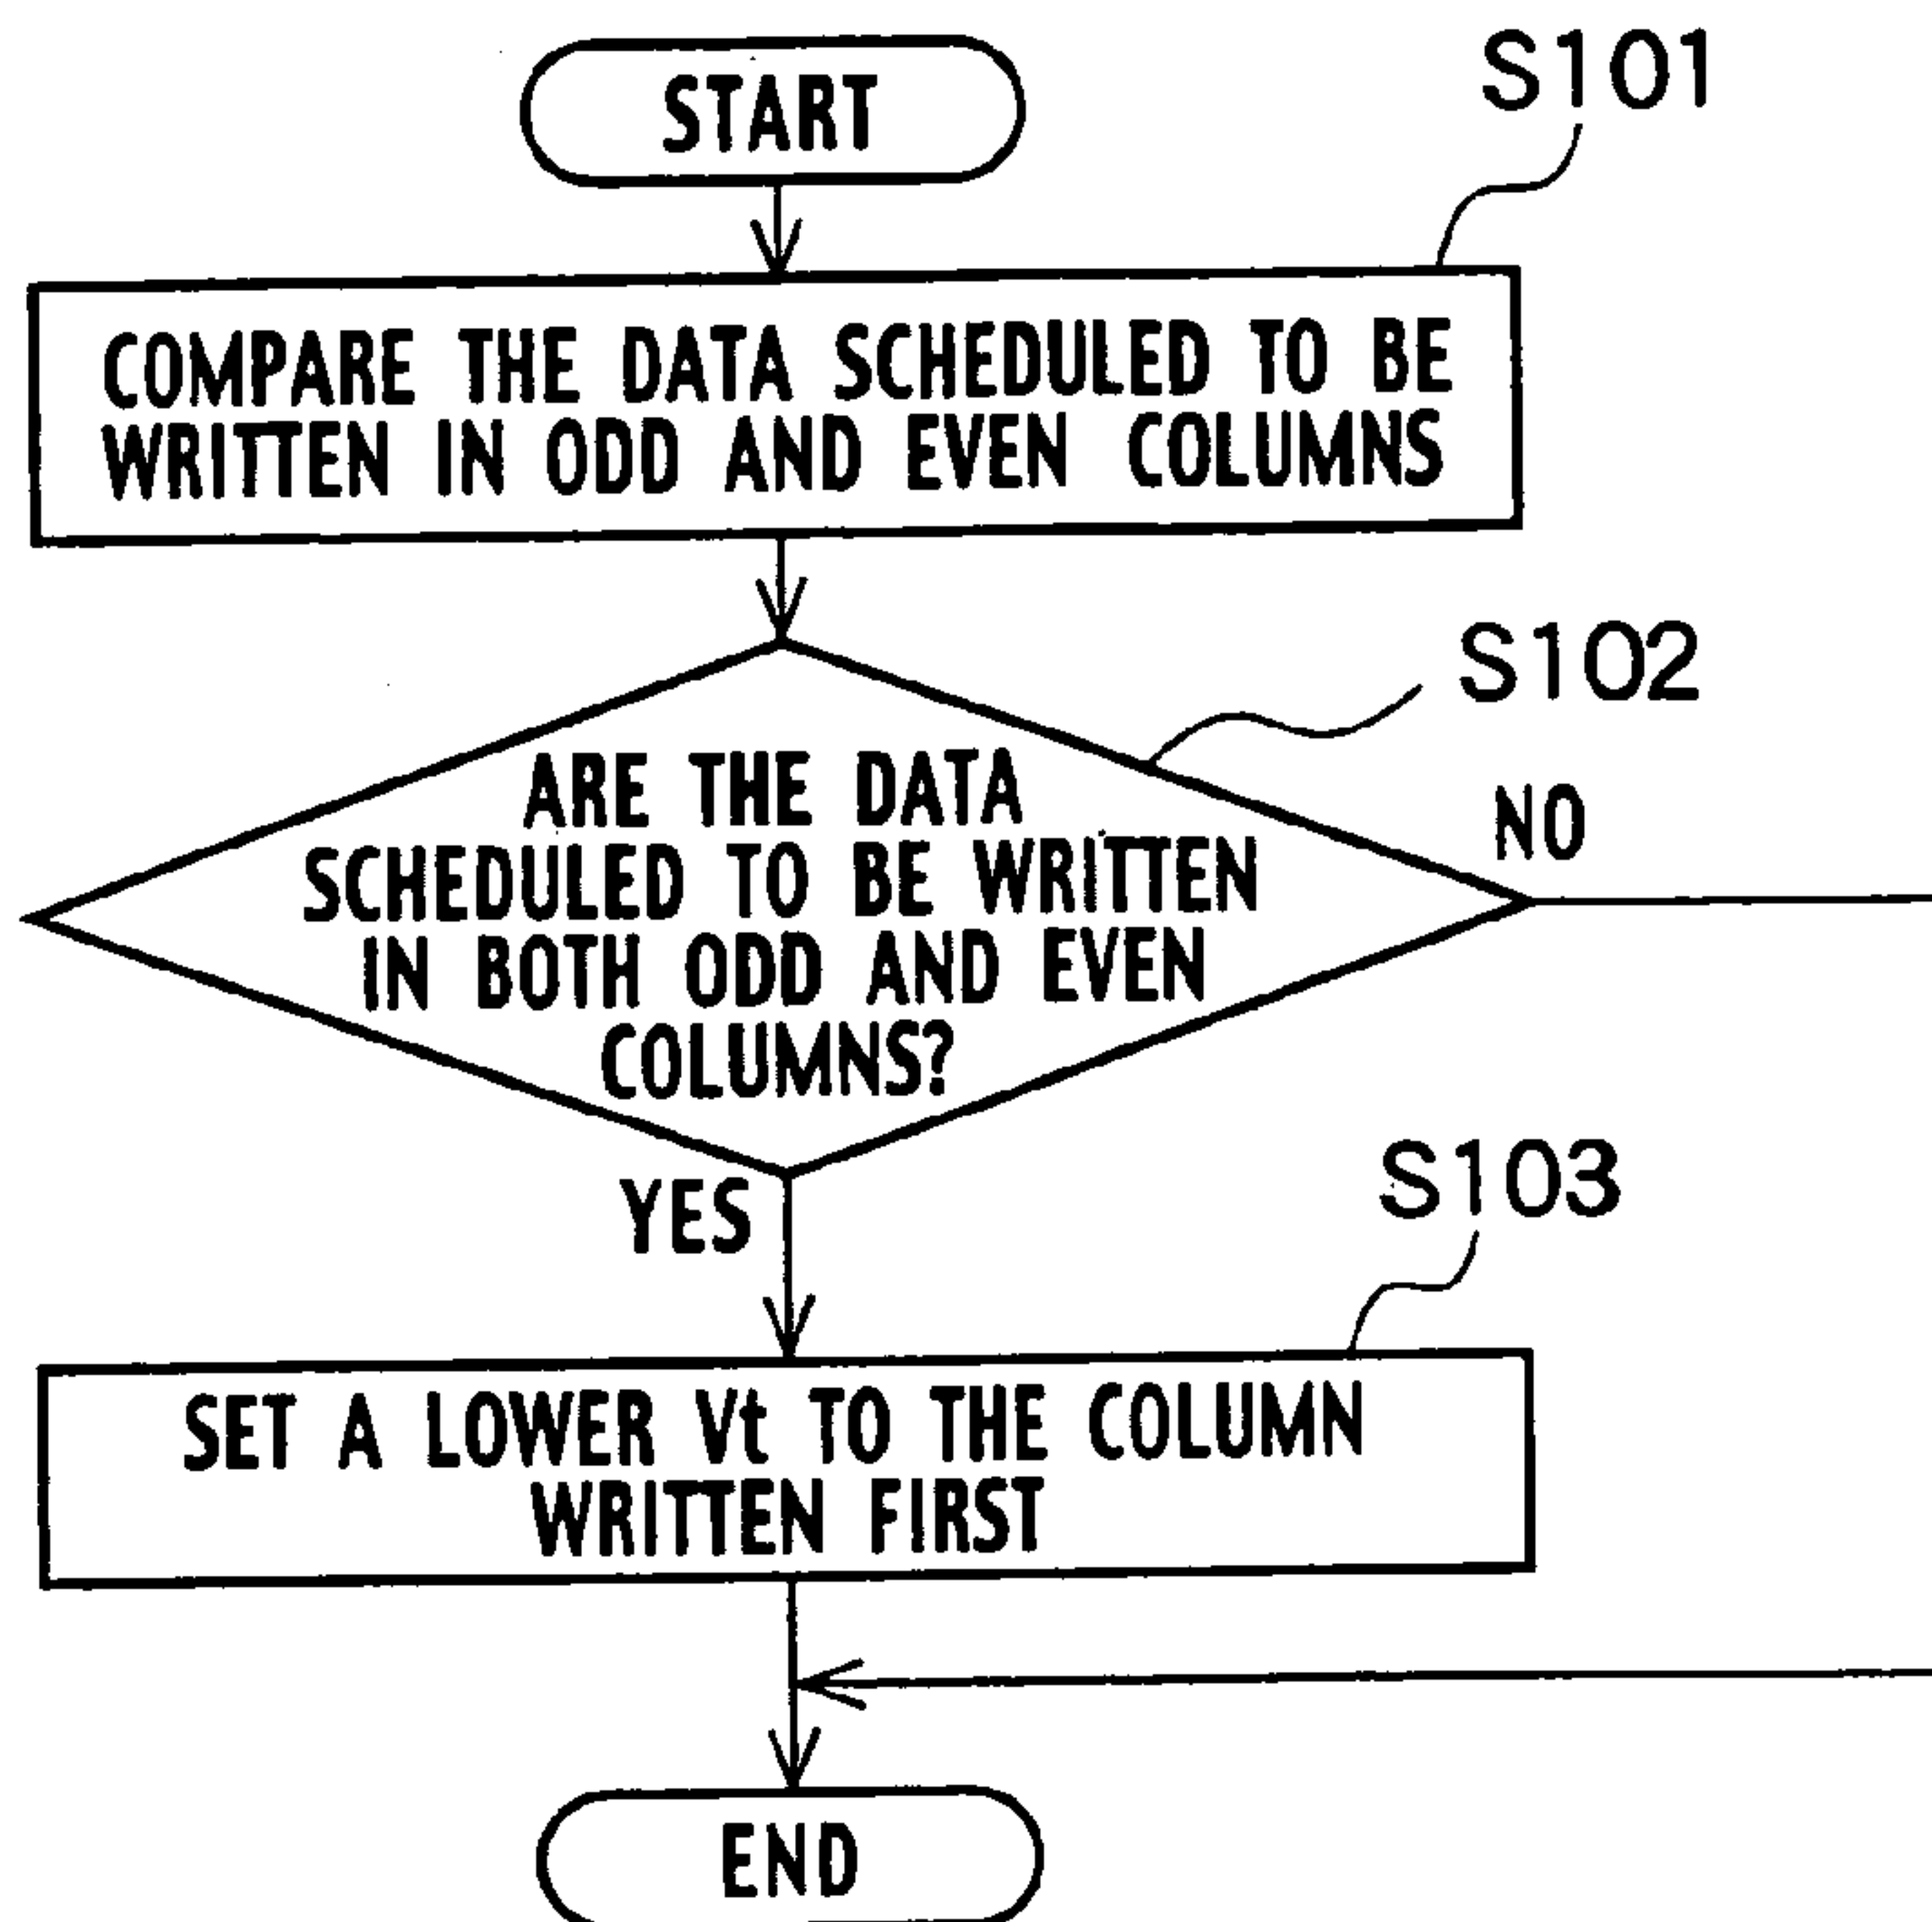 START
S101
COMPARE THE DATA SCHEDULED TO BE
WRITTEN IN ODD AND EVEN COLUMNS
S102
ARE THE DATA
SCHEDULED TO BE WRITTEN
IN BOTH ODD AND EVEN
COLUMNS?
NO
YES
S103
SET A LOWER Vt TO THE COLUMN
WRITTEN FIRST
END